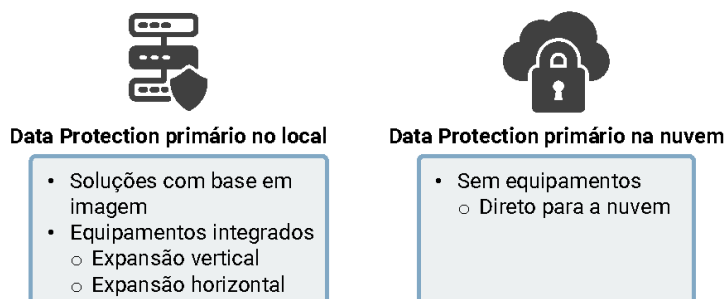 Data Protection primário no local
• Soluções com base em
imagem
• Equipamentos integrados
○ Expansão vertical
○ Expansão horizontal
Data Protection primário na nuvem
• Sem equipamentos
○ Direto para a nuvem